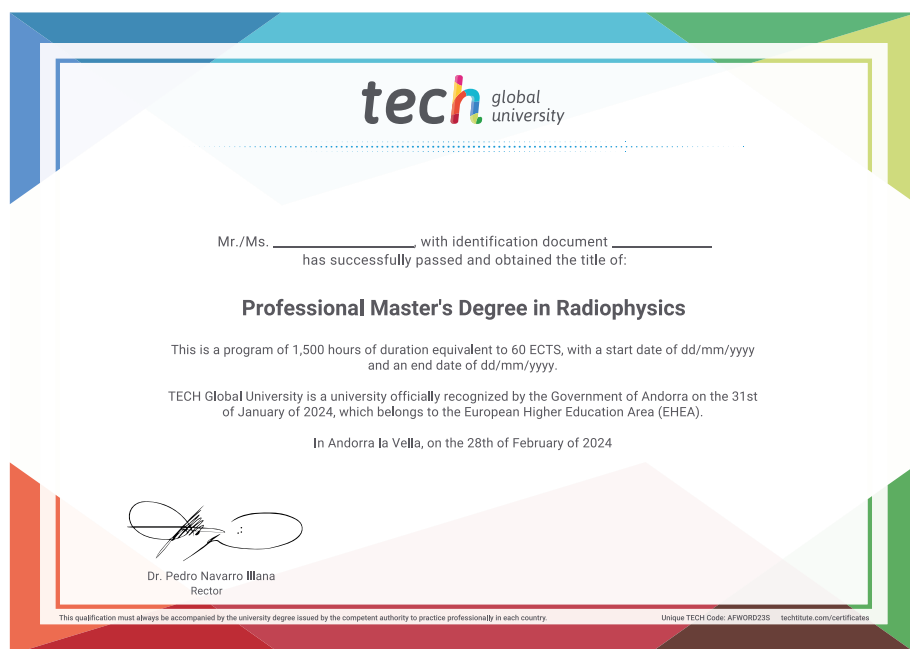 tech global university
Mr./Ms. ____________________, with identification document ______________
has successfully passed and obtained the title of:
Professional Master's Degree in Radiophysics
This is a program of 1,500 hours of duration equivalent to 60 ECTS, with a start date of dd/mm/yyyy
and an end date of dd/mm/yyyy.
TECH Global University is a university officially recognized by the Government of Andorra on the 31st
of January of 2024, which belongs to the European Higher Education Area (EHEA).
In Andorra la Vella, on the 28th of February of 2024
Dr. Pedro Navarro Illana
Rector
This qualification must always be accompanied by the university degree issued by the competent authority to practice professionally in each country.
Unique TECH Code: AFWORD23S techtitute.com/certificates